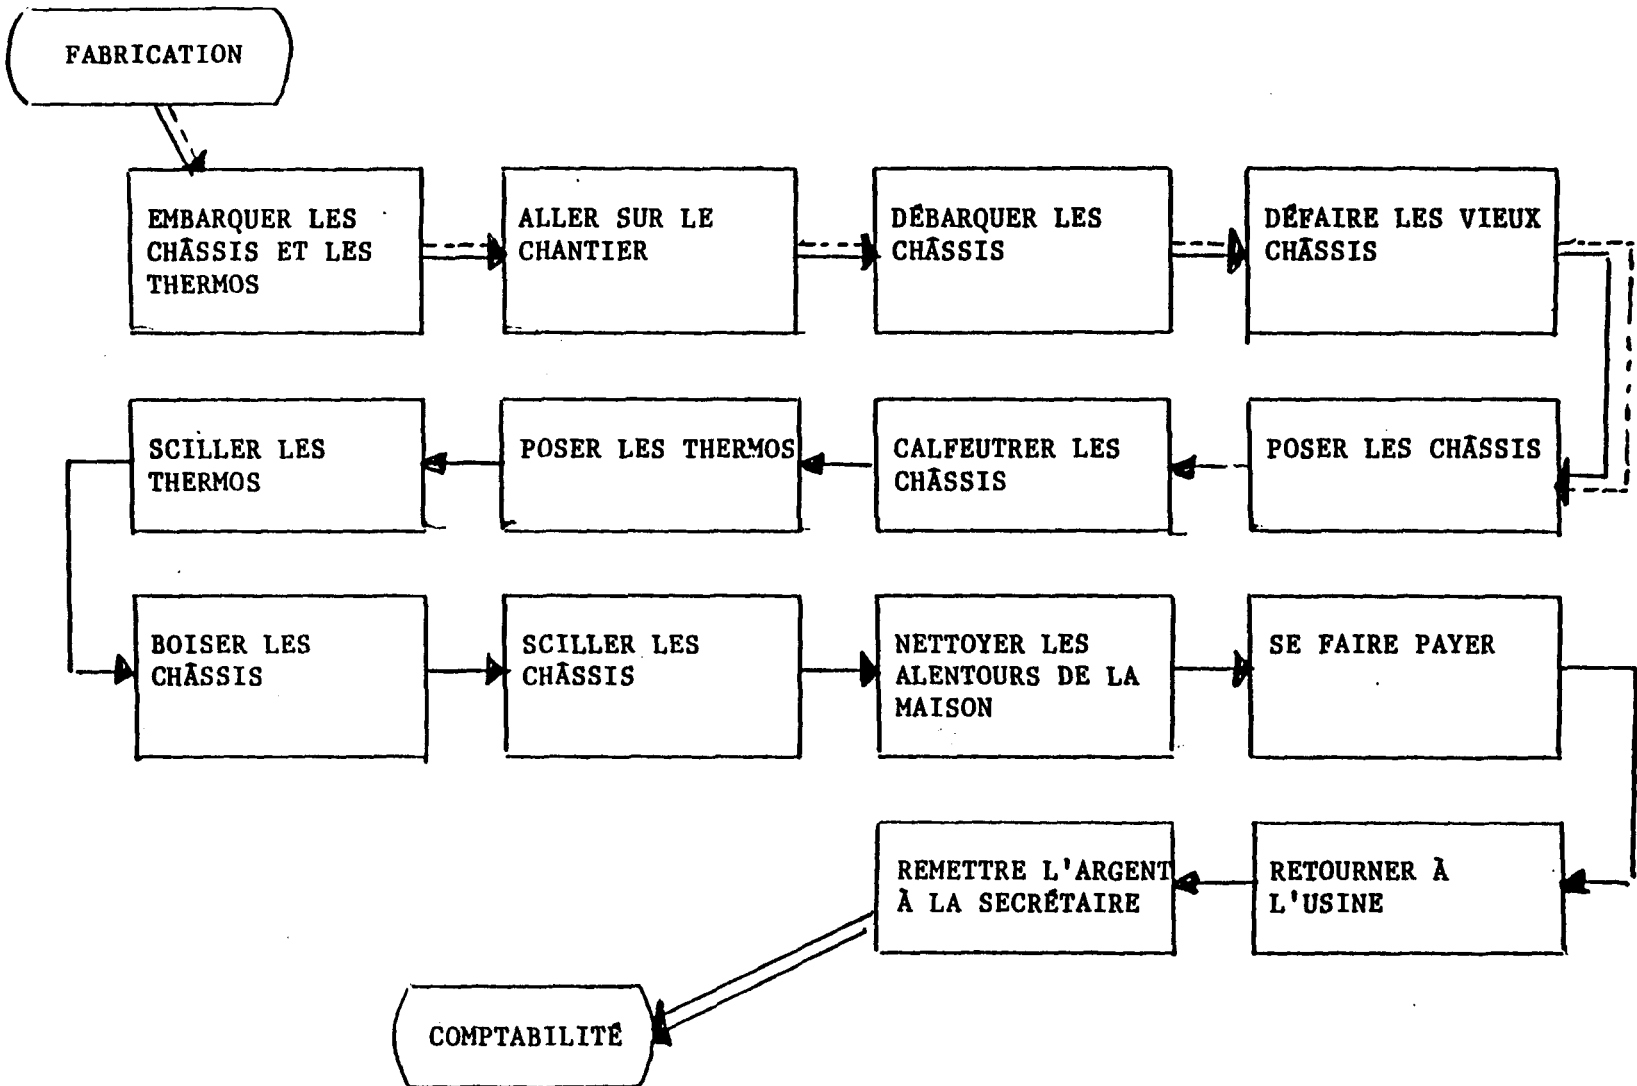 FABRICATION
EMBARQUER LES
CHÂSSIS ET LES
THERMOS
ALLER SUR LE
CHANTIER
DÉBARQUER LES
CHÂSSIS
DÉFAIRE LES VIEUX
CHÂSSIS
SCILLER LES
THERMOS
POSER LES THERMOS
CALFEUTRER LES
CHÂSSIS
POSER LES CHÂSSIS
BOISER LES
CHÂSSIS
SCILLER LES
CHÂSSIS
NETTOYER LES
ALENTOURS DE LA
MAISON
SE FAIRE PAYER
REMETTRE L'ARGENT
À LA SECRÉTAIRE
RETOURNER À
L'USINE
COMPTABILITÉ